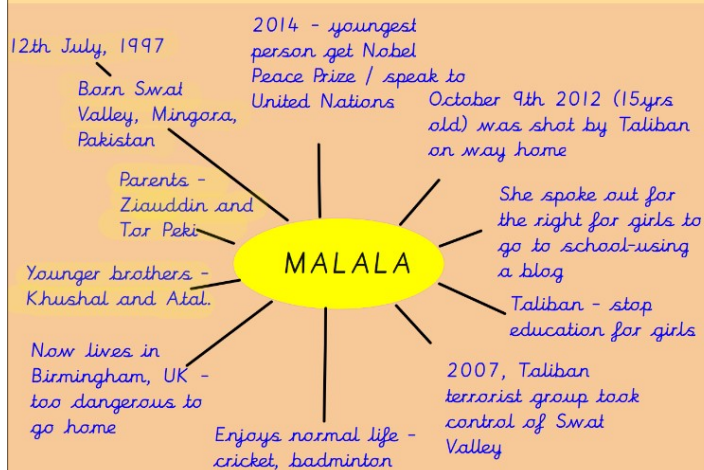 12th July, 1997
Born Swat
Valley, Mingora,
Pakistan
Parents -
Ziauddin and
Tor Peki
Younger brothers -
Khushal and Atal.
Now lives in
Birmingham, UK -
too dangerous to
go home
2014 - youngest
person get Nobel
Peace Prize / speak to
United Nations
MALALA
Enjoys normal life -
cricket, badminton
October 9th 2012 (15yrs
old) was shot by Taliban
on way home
She spoke out for
the right for girls to
go to school-using
a blog
Taliban - stop
education for girls
2007, Taliban
terrorist group took
control of Swat
Valley